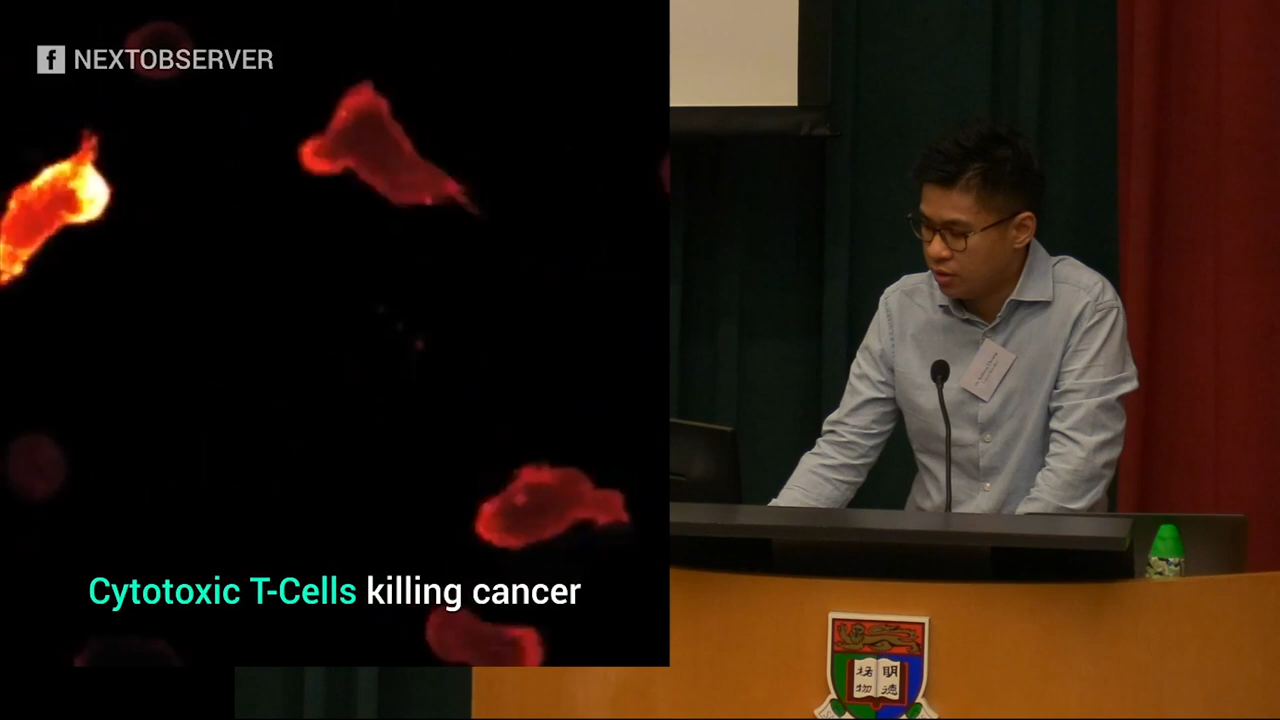 NEXTOBSERVER
Cytotoxic T-Cells killing cancer
明
德
格
物